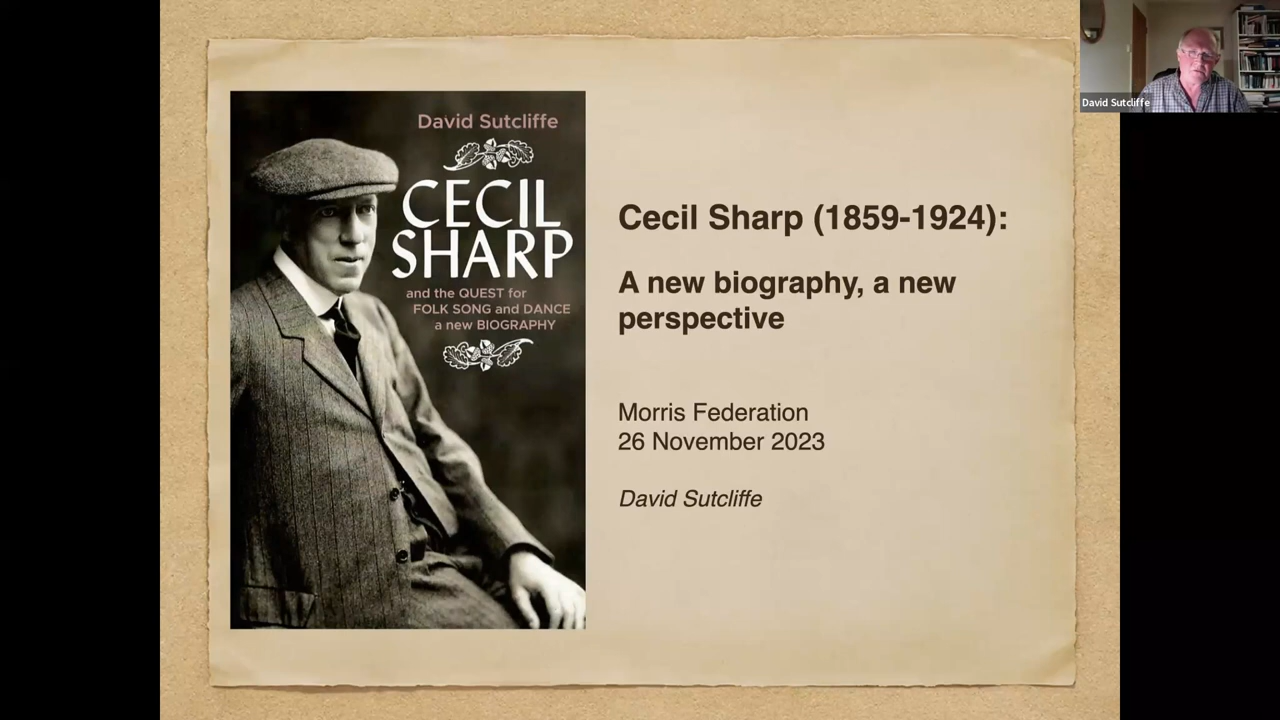 David Sutcliffe
CECIL
SHARP
and the QUEST for
FOLK SONG and DANCE
a new BIOGRAPHY
Cecil Sharp (1859-1924):
A new biography, a new
perspective
Morris Federation
26 November 2023
David Sutcliffe
David Sutcliffe